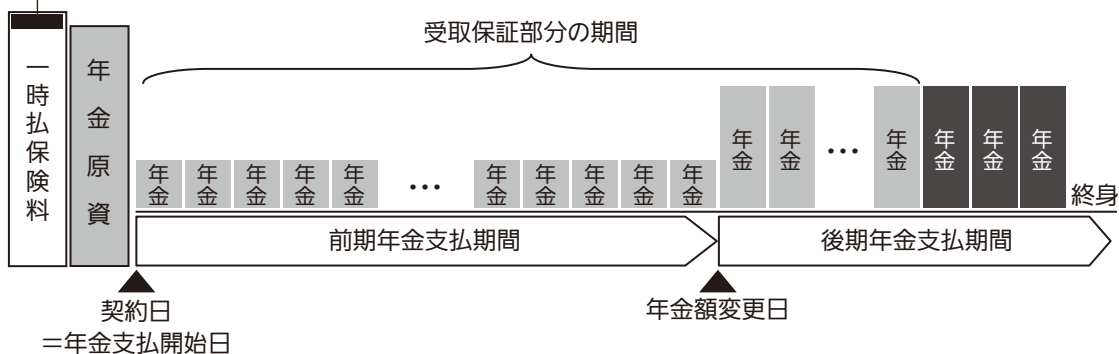 受取保証部分の期間
一時払保険料
年金原資
年金 年金 年金 年金 年金 … 年金 年金 年金 年金 年金 年金 年金 … 年金 年金 年金 年金
終身
前期年金支払期間
後期年金支払期間
契約日
＝年金支払開始日
年金額変更日